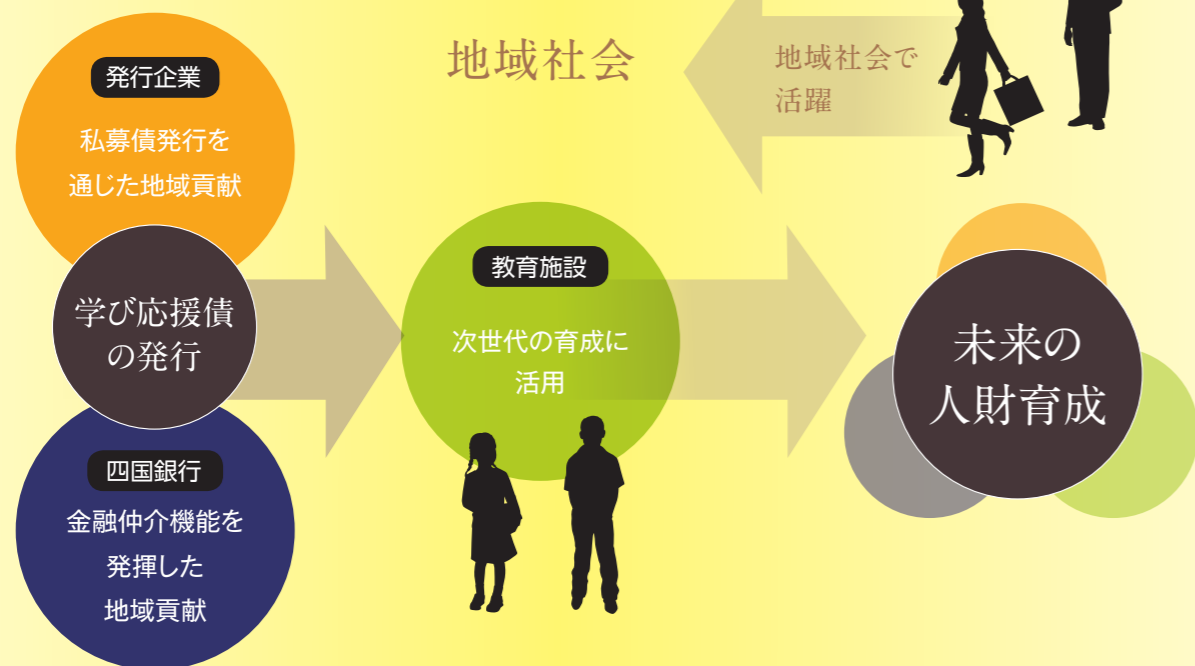 発行企業
私募債発行を
通じた地域貢献
学び応援債
の発行
四国銀行
金融仲介機能を
発揮した
地域貢献
教育施設
次世代の育成に
活用
未来の
人財育成
地域社会で
活躍
地域社会